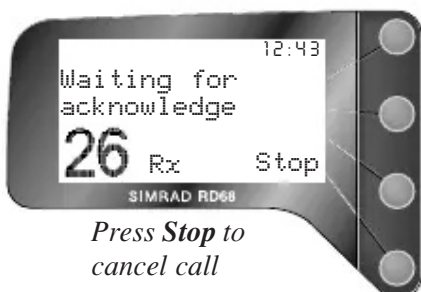 12:43
Waiting for
acknowledge
26 Rx Stop
SIMRAD RD68
Press Stop to
cancel call